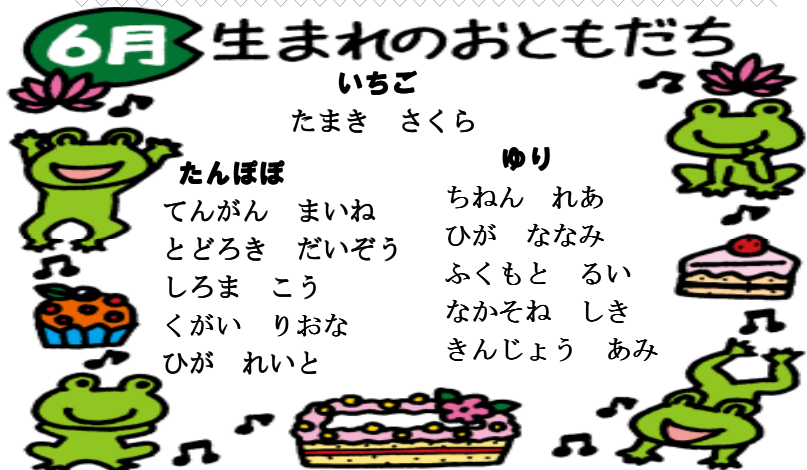 6月 生まれのおともだち
いちご
たまき　さくら
たんぽぽ
てんがん　まいね
とどろき　だいぞう
しろま　こう
くがい　りおな
ひが　れいと
ゆり
ちねん　れあ
ひが　ななみ
ふくもと　るい
なかそね　しき
きんじょう　あみ